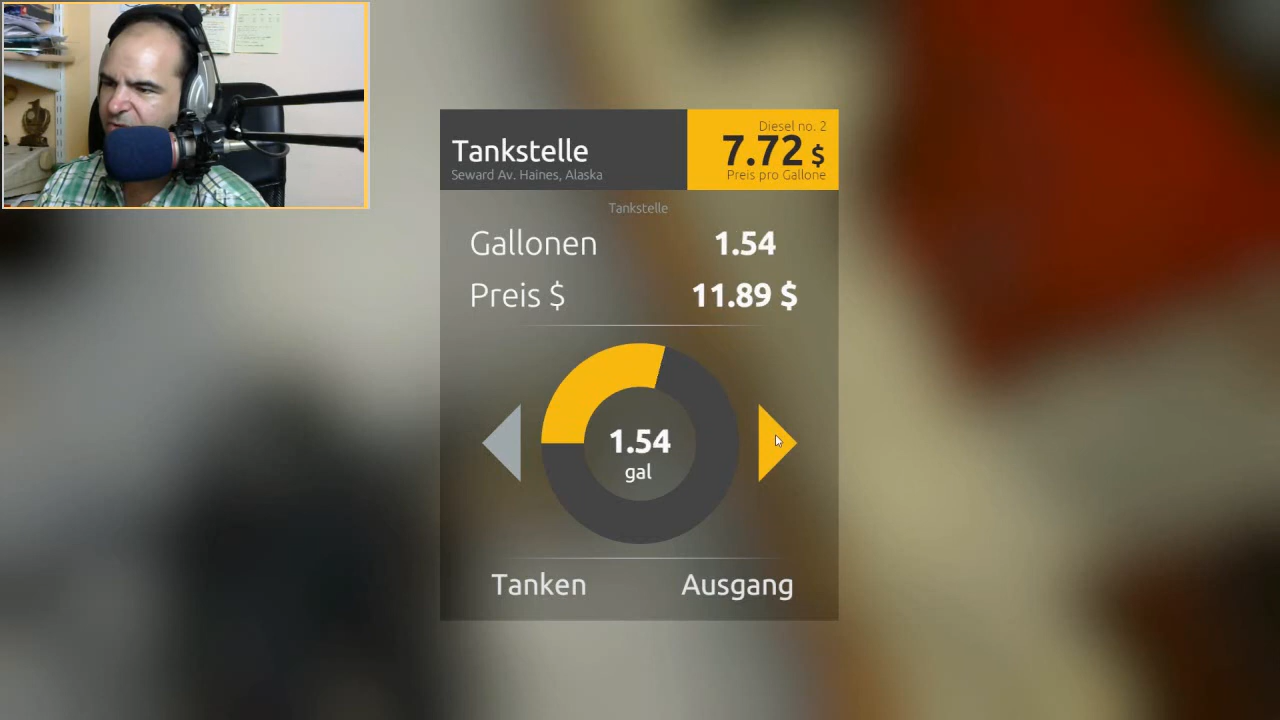 Tankstelle
Seward Av. Haines, Alaska
Diesel no. 2
7.72 $
Preis pro Gallone
Tankstelle
Gallonen 1.54
Preis $ 11.89 $
1.54
gal
Tanken Ausgang